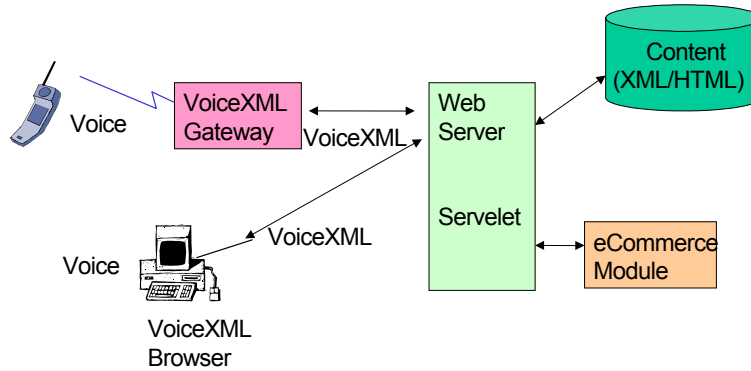 Content
(XML/HTML)
Voice
VoiceXML
Gateway
VoiceXML
Web
Server
Servelet
VoiceXML
eCommerce
Module
Voice
VoiceXML
Browser